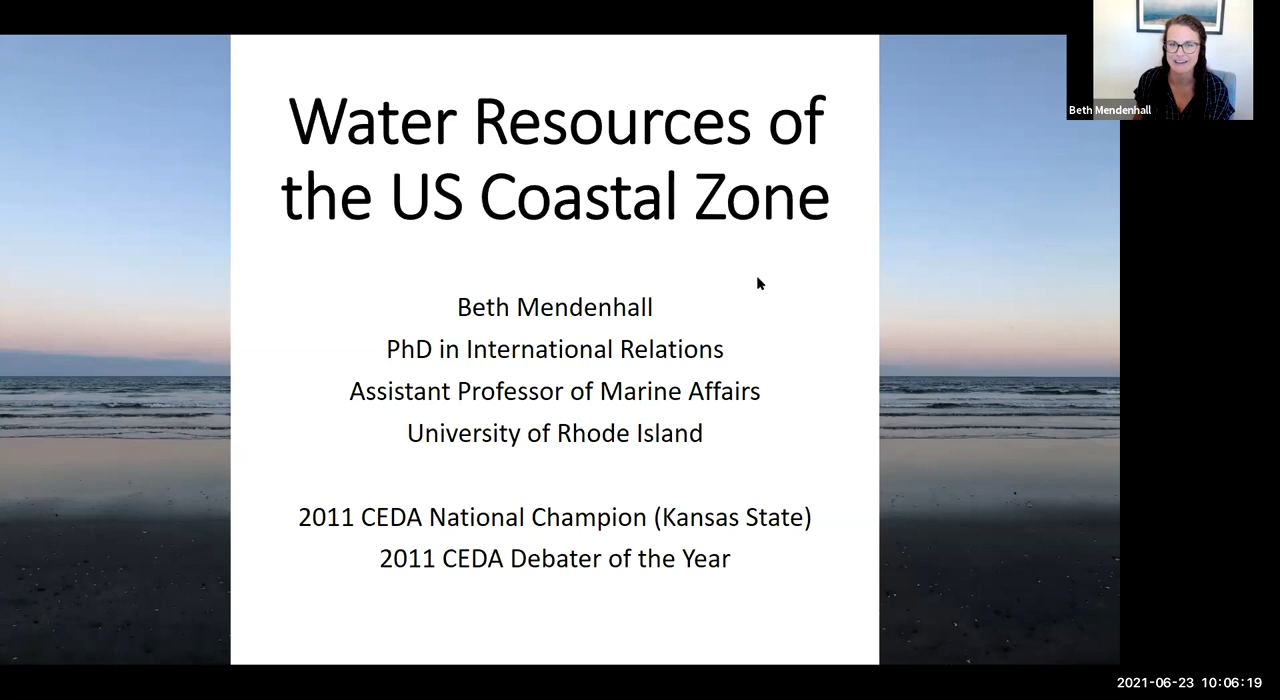 Water Resources of
the US Coastal Zone
Beth Mendenhall
PhD in International Relations
Assistant Professor of Marine Affairs
University of Rhode Island
2011 CEDA National Champion (Kansas State)
2011 CEDA Debater of the Year
Beth Mendenhall
2021-06-23 10:06:19